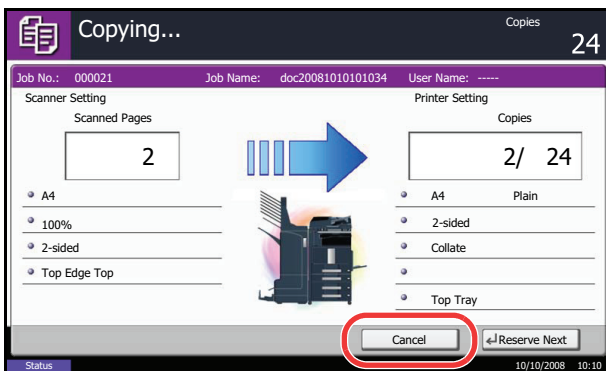 Copying...
Copies
24
Job No.: 000021 Job Name: doc20081010101034 User Name: -----
Scanner Setting
Scanned Pages
2
A4
100%
2-sided
Top Edge Top
Printer Setting
Copies
2/ 24
A4 Plain
2-sided
Collate
Top Tray
Cancel
Reserve Next
Status
10/10/2008 10:10